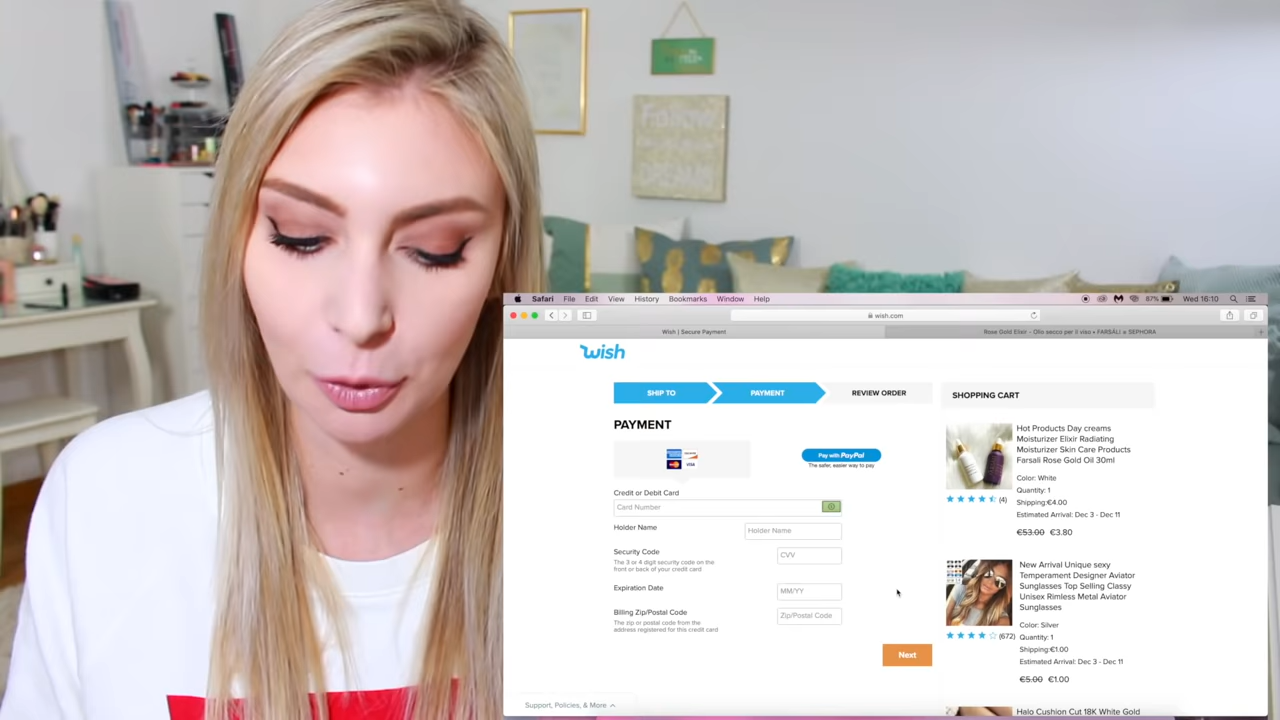 Follow
DREAMS
Safari File Edit View History Bookmarks Window Help
87% Wed 16:10
wish.com
Wish | Secure Payment
Rose Gold Elixir - Olio secco per il viso • FARSÁLI ≡ SEPHORA
wish
SHIP TO PAYMENT REVIEW ORDER
PAYMENT
VISA
Pay with PayPal
The safer, easier way to pay
Credit or Debit Card
Card Number
Holder Name
Holder Name
Security Code
CVV
The 3 or 4 digit security code on the
front or back of your credit card
Expiration Date
MM/YY
Billing Zip/Postal Code
Zip/Postal Code
The zip or postal code from the
address registered for this credit card
Next
Support, Policies, & More
SHOPPING CART
Hot Products Day creams
Moisturizer Elixir Radiating
Moisturizer Skin Care Products
Farsali Rose Gold Oil 30ml
Color: White
Quantity: 1
(4)
Shipping:€4.00
Estimated Arrival: Dec 3 - Dec 11
€53.00 €3.80
New Arrival Unique sexy
Temperament Designer Aviator
Sunglasses Top Selling Classy
Unisex Rimless Metal Aviator
Sunglasses
Color: Silver
(672)
Quantity: 1
Shipping:€1.00
Estimated Arrival: Dec 3 - Dec 11
€5.00 €1.00
Halo Cushion Cut 18K White Gold